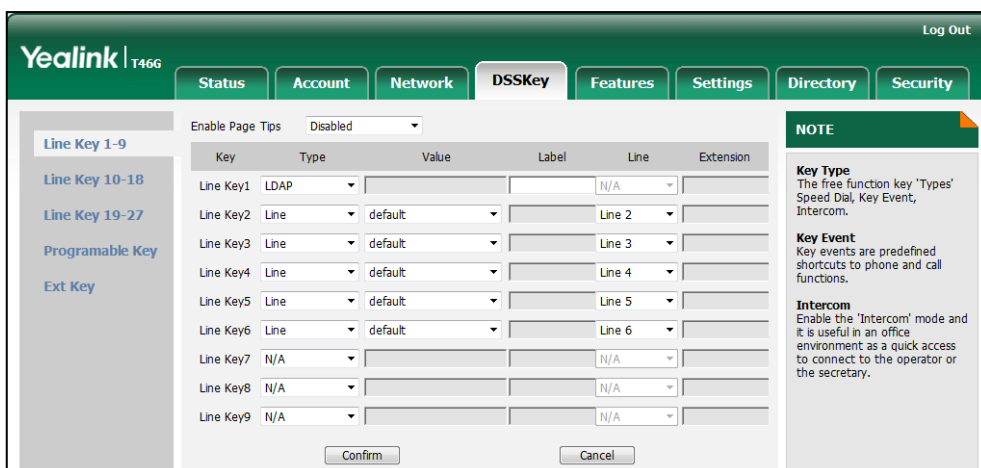 Log Out
Yealink T46G
Status Account Network DSSKey Features Settings Directory Security
Line Key 1-9
Line Key 10-18
Line Key 19-27
Programable Key
Ext Key
Enable Page Tips Disabled
Key Type Value Label Line Extension
Line Key1 LDAP N/A
Line Key2 Line default Line 2
Line Key3 Line default Line 3
Line Key4 Line default Line 4
Line Key5 Line default Line 5
Line Key6 Line default Line 6
Line Key7 N/A N/A
Line Key8 N/A N/A
Line Key9 N/A N/A
Confirm Cancel
NOTE
Key Type
The free function key 'Types'
Speed Dial, Key Event,
Intercom.
Key Event
Key events are predefined
shortcuts to phone and call
functions.
Intercom
Enable the 'Intercom' mode and
it is useful in an office
environment as a quick access
to connect to the operator or
the secretary.